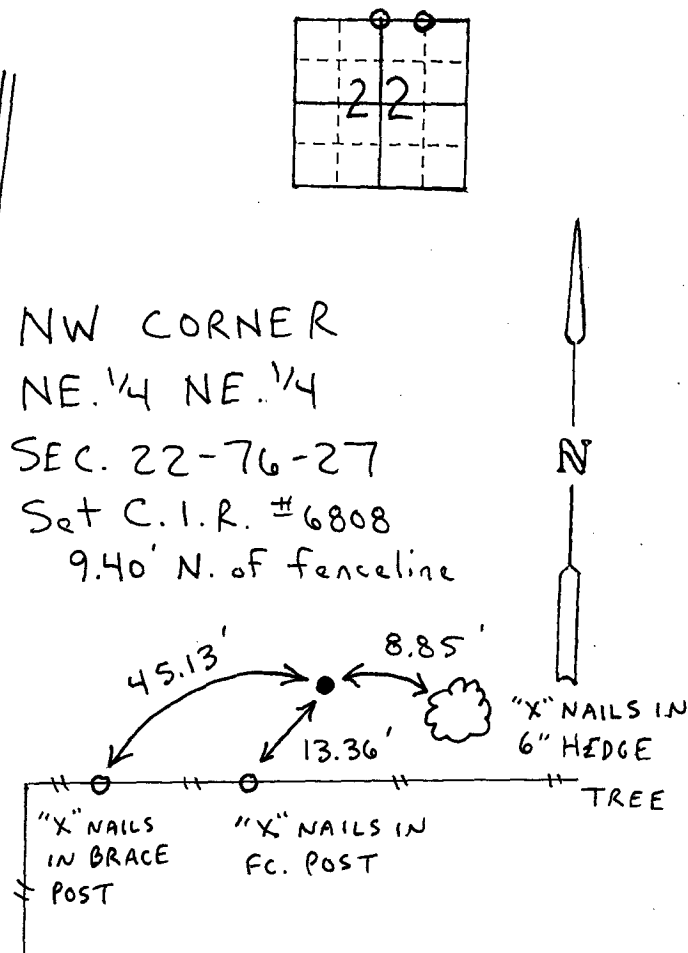 22
NW CORNER
NE. 1/4 NE. 1/4
SEC. 22-76-27
Set C.I.R. #6808
9.40' N. of fenceline
N
45.13'
8.85'
13.36'
"X" NAILS IN
6" HEDGE
TREE
"X" NAILS
IN BRACE
POST
"X" NAILS IN
FC. POST